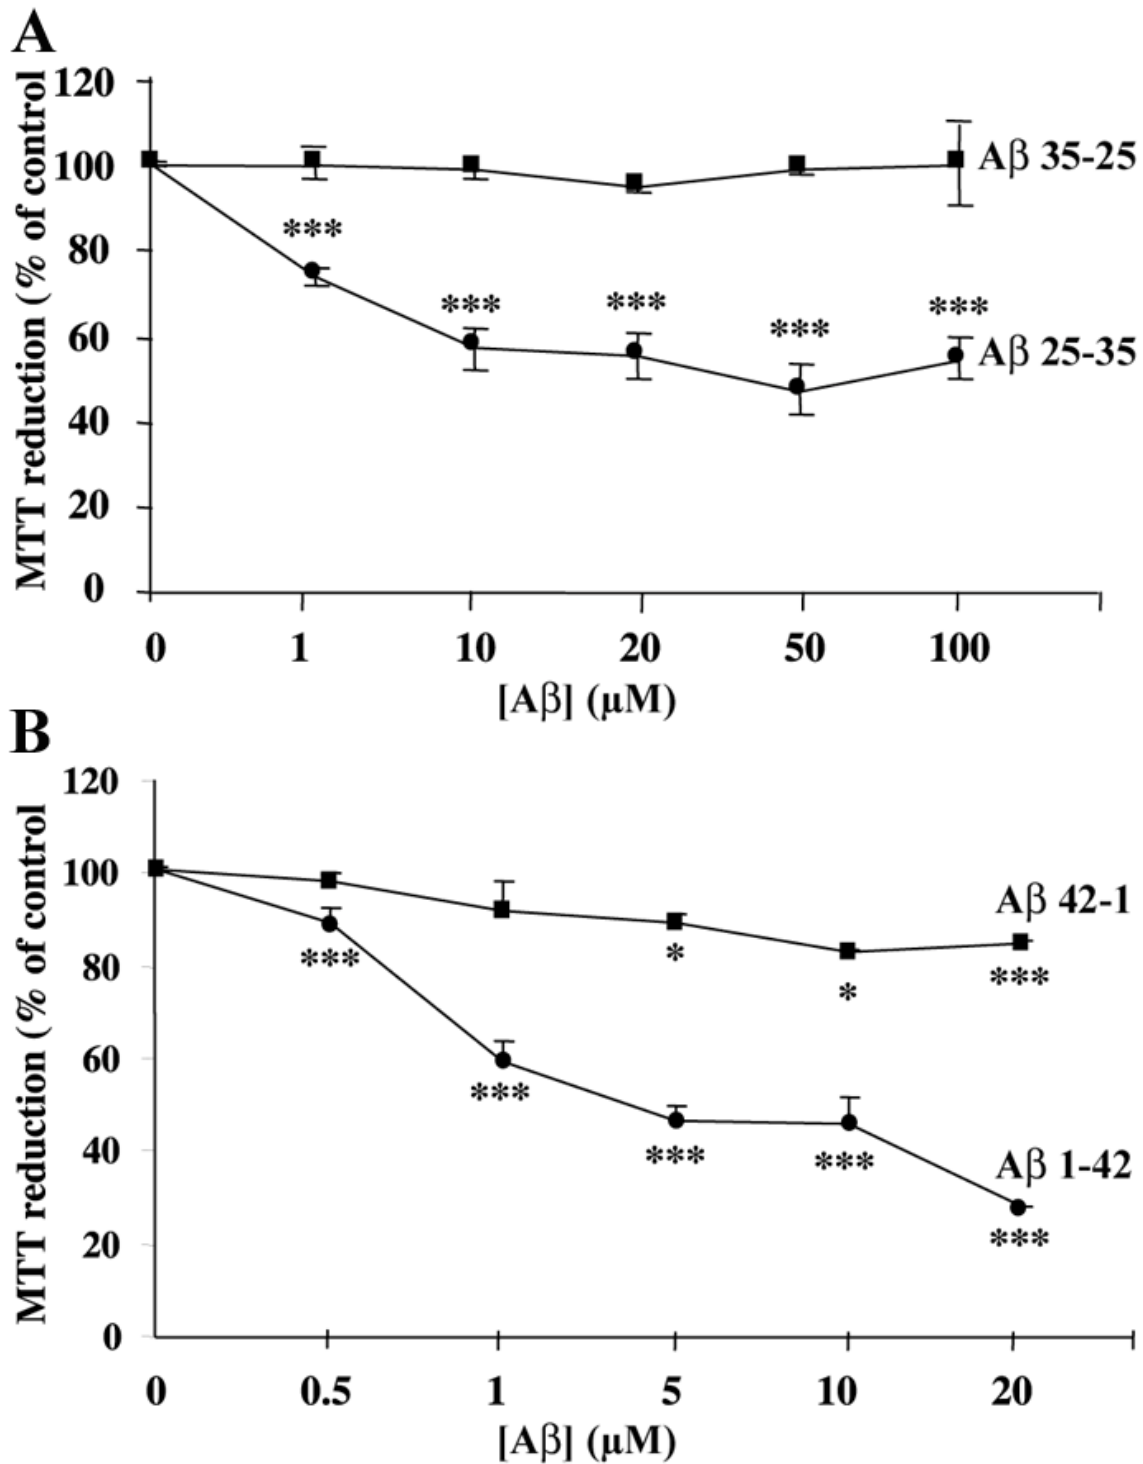 A
MTT reduction (% of control
120
100
80
60
40
20
0
Aβ 35-25
***
***
***
***
***
Aβ 25-35
0 1 10 20 50 100
[Aβ] (μM)
B
MTT reduction (% of control
120
100
80
60
40
20
0
Aβ 42-1
*
*
***
***
***
***
***
Aβ 1-42
***
0 0.5 1 5 10 20
[Aβ] (μM)